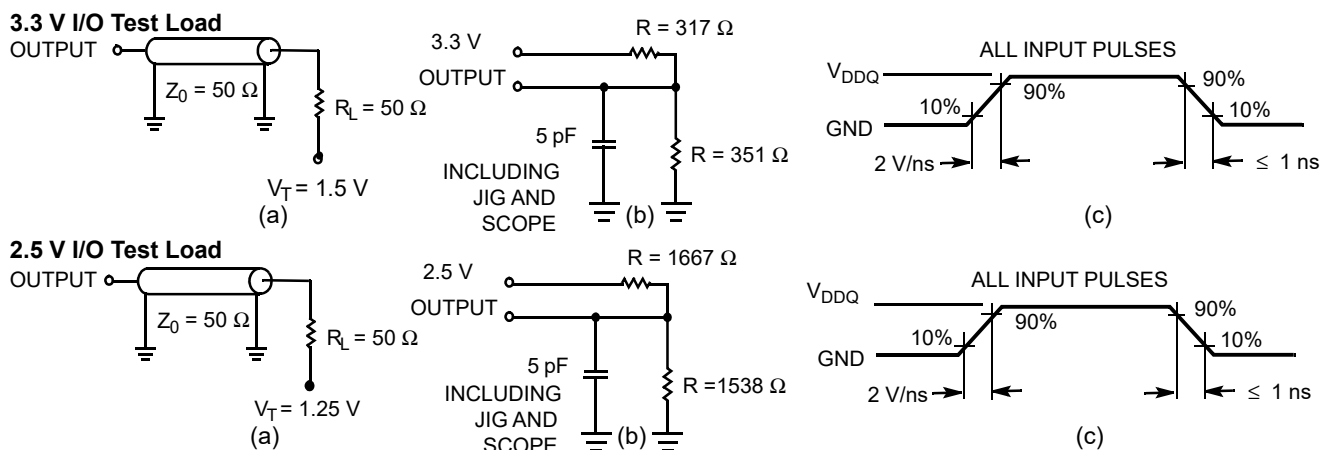 3.3 V I/O Test Load
OUTPUT
Z0 = 50 Ω
RL = 50 Ω
VT = 1.5 V
(a)
3.3 V
OUTPUT
R = 317 Ω
5 pF
INCLUDING
JIG AND
SCOPE
R = 351 Ω
(b)
ALL INPUT PULSES
VDDQ
GND
10%
90%
90%
10%
2 V/ns
≤ 1 ns
(c)
2.5 V I/O Test Load
OUTPUT
Z0 = 50 Ω
RL = 50 Ω
VT = 1.25 V
(a)
2.5 V
OUTPUT
R = 1667 Ω
5 pF
INCLUDING
JIG AND
SCOPE
R =1538 Ω
(b)
ALL INPUT PULSES
VDDQ
GND
10%
90%
90%
10%
2 V/ns
≤ 1 ns
(c)